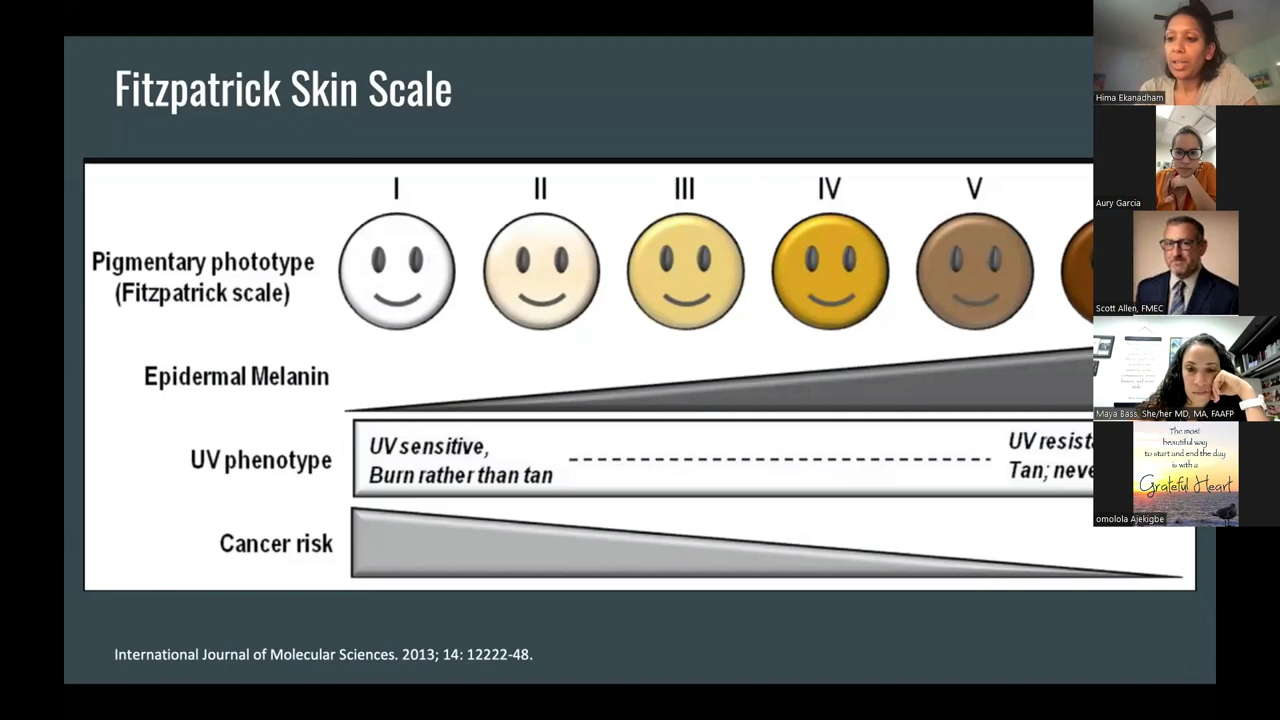 Fitzpatrick Skin Scale
I II III IV V
Pigmentary phototype
(Fitzpatrick scale)
Epidermal Melanin
UV phenotype
UV sensitive,
Burn rather than tan
UV resist
Tan; neve
Cancer risk
International Journal of Molecular Sciences. 2013; 14: 12222-48.
Hima Ekanadham
Aury Garcia
Scott Allen, FMEC
Maya Bass, She/her MD, MA, FAAFP
The most
beautiful way
to start and end the day
is with a
Grateful Heart
omolola Ajekigbe